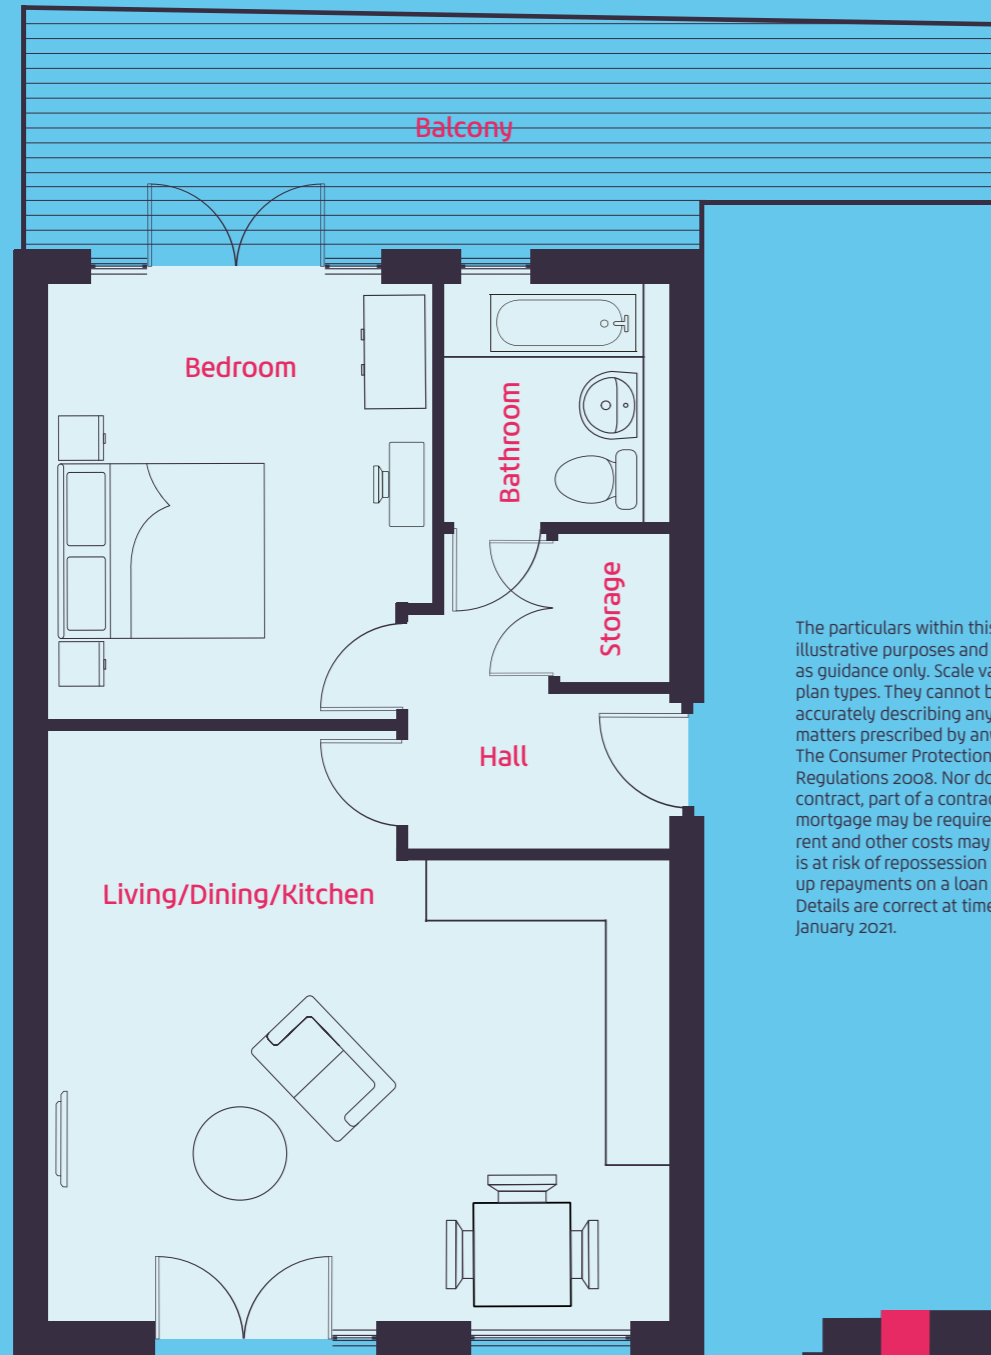 Balcony
Bedroom
Bathroom
Storage
Hall
Living/Dining/Kitchen
The particulars within this
illustrative purposes and
as guidance only. Scale va
plan types. They cannot b
accurately describing any
matters prescribed by any
The Consumer Protection
Regulations 2008. Nor do
contract, part of a contrac
mortgage may be require
rent and other costs may
is at risk of repossession
up repayments on a loan
Details are correct at time
January 2021.